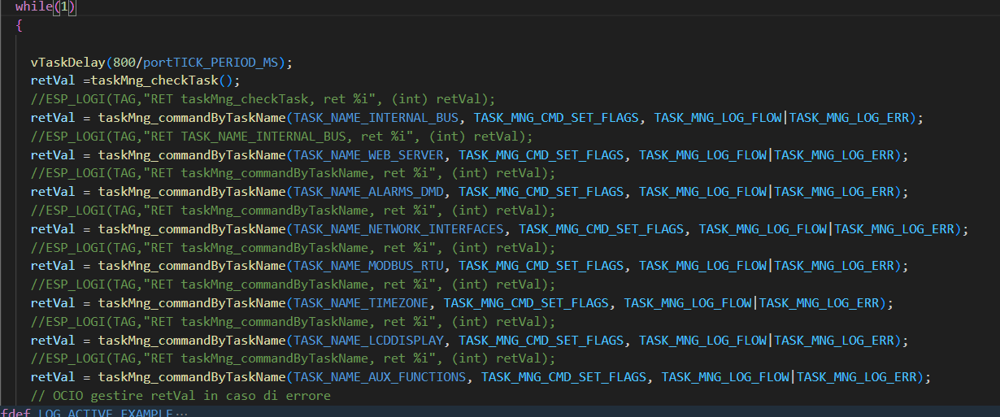 while(1)
{
vTaskDelay(800/portTICK_PERIOD_MS);
retVal =taskMng_checkTask();
//ESP_LOGI(TAG,"RET taskMng_checkTask, ret %i", (int) retVal);
retVal = taskMng_commandByTaskName(TASK_NAME_INTERNAL_BUS, TASK_MNG_CMD_SET_FLAGS, TASK_MNG_LOG_FLOW|TASK_MNG_LOG_ERR);
//ESP_LOGI(TAG,"RET TASK_NAME_INTERNAL_BUS, ret %i", (int) retVal);
retVal = taskMng_commandByTaskName(TASK_NAME_WEB_SERVER, TASK_MNG_CMD_SET_FLAGS, TASK_MNG_LOG_FLOW|TASK_MNG_LOG_ERR);
//ESP_LOGI(TAG,"RET taskMng_commandByTaskName, ret %i", (int) retVal);
retVal = taskMng_commandByTaskName(TASK_NAME_ALARMS_DMD, TASK_MNG_CMD_SET_FLAGS, TASK_MNG_LOG_FLOW|TASK_MNG_LOG_ERR);
//ESP_LOGI(TAG,"RET taskMng_commandByTaskName, ret %i", (int) retVal);
retVal = taskMng_commandByTaskName(TASK_NAME_NETWORK_INTERFACES, TASK_MNG_CMD_SET_FLAGS, TASK_MNG_LOG_FLOW|TASK_MNG_LOG_ERR);
//ESP_LOGI(TAG,"RET taskMng_commandByTaskName, ret %i", (int) retVal);
retVal = taskMng_commandByTaskName(TASK_NAME_MODBUS_RTU, TASK_MNG_CMD_SET_FLAGS, TASK_MNG_LOG_FLOW|TASK_MNG_LOG_ERR);
//ESP_LOGI(TAG,"RET taskMng_commandByTaskName, ret %i", (int) retVal);
retVal = taskMng_commandByTaskName(TASK_NAME_TIMEZONE, TASK_MNG_CMD_SET_FLAGS, TASK_MNG_LOG_FLOW|TASK_MNG_LOG_ERR);
//ESP_LOGI(TAG,"RET taskMng_commandByTaskName, ret %i", (int) retVal);
retVal = taskMng_commandByTaskName(TASK_NAME_LCDDISPLAY, TASK_MNG_CMD_SET_FLAGS, TASK_MNG_LOG_FLOW|TASK_MNG_LOG_ERR);
//ESP_LOGI(TAG,"RET taskMng_commandByTaskName, ret %i", (int) retVal);
retVal = taskMng_commandByTaskName(TASK_NAME_AUX_FUNCTIONS, TASK_MNG_CMD_SET_FLAGS, TASK_MNG_LOG_FLOW|TASK_MNG_LOG_ERR);
// OCIO gestire retVal in caso di errore
fdef LOG_ACTIVE_EXAMPLE···